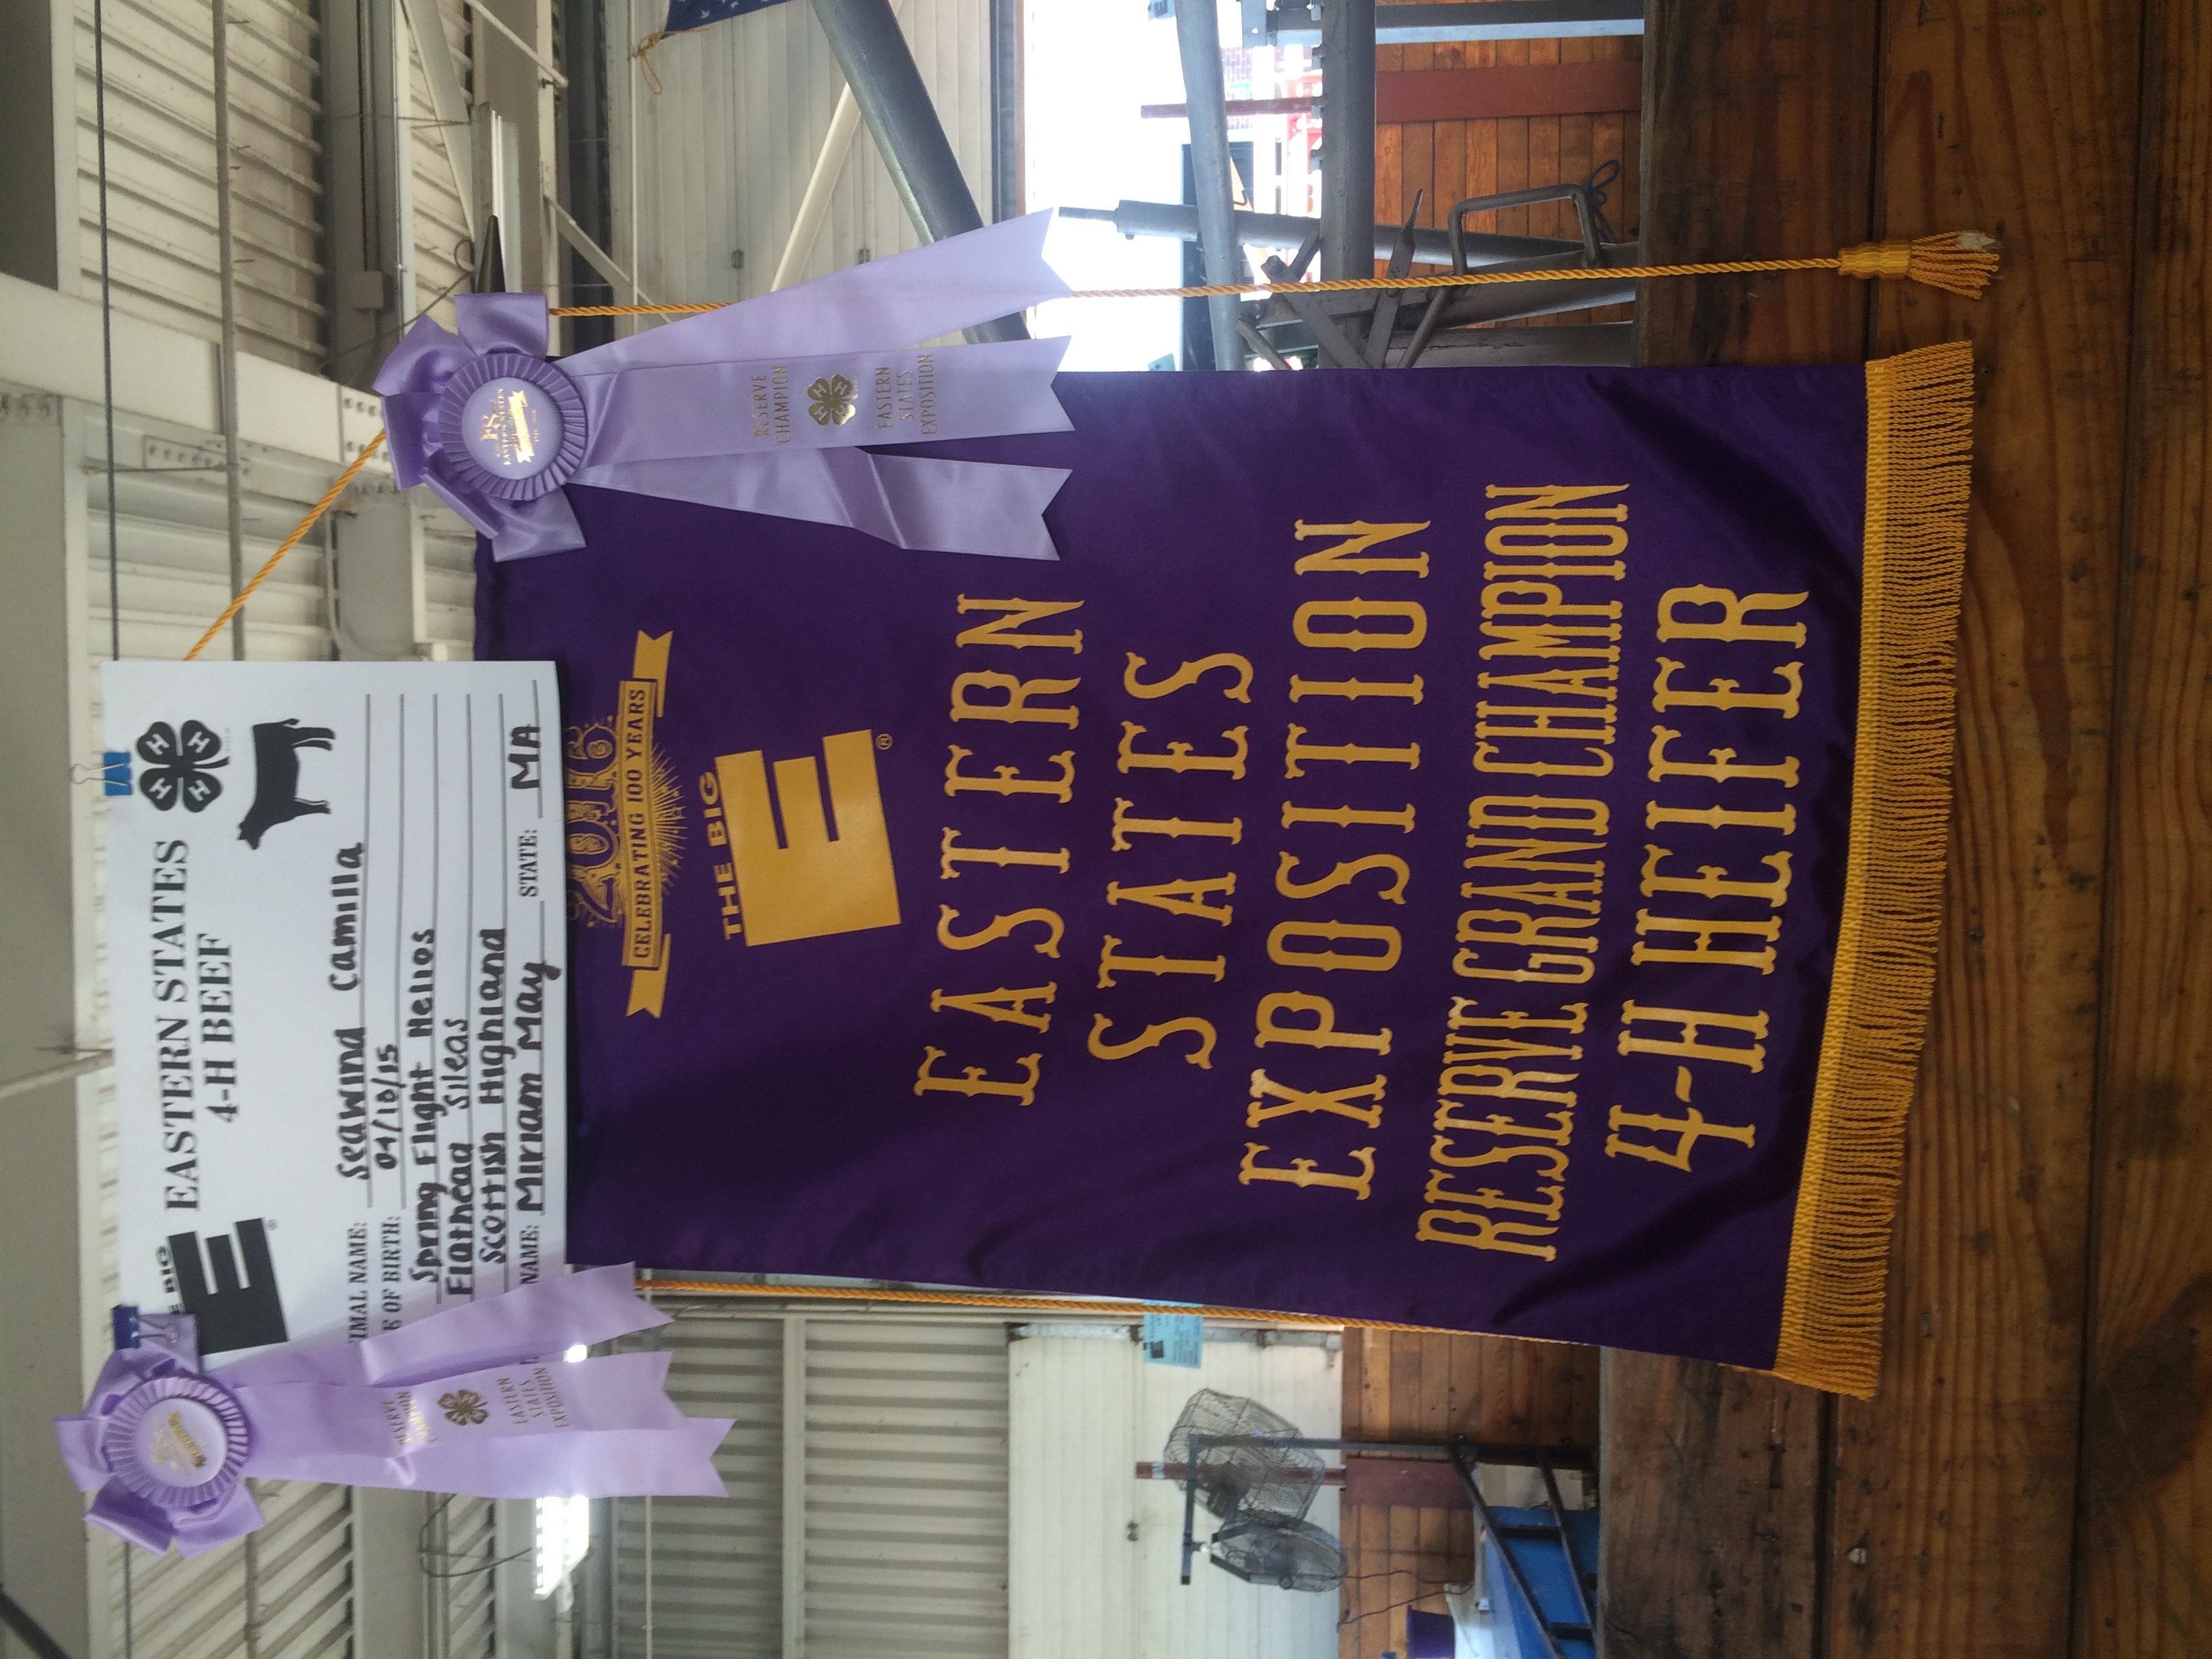 E BIG
E
EASTERN STATES
4-H BEEF
H H H H
IMAL NAME: Seawind Camilla
E OF BIRTH: 04/18/15
Spring Flight Helios
Flathead Sileas
Scottish Highland
NAME: Miriam May STATE: MA
RESERVE
CHAMPION
EASTERN
STATES
EXPOSITION
2016
CELEBRATING 100 YEARS
THE BIG
E
®
EASTERN
STATES
EXPOSITION
RESERVE GRAND CHAMPION
4-H HEIFER
ES
EASTERN STATES
RESERVE
CHAMPION
H H H H
EASTERN
STATES
EXPOSITION